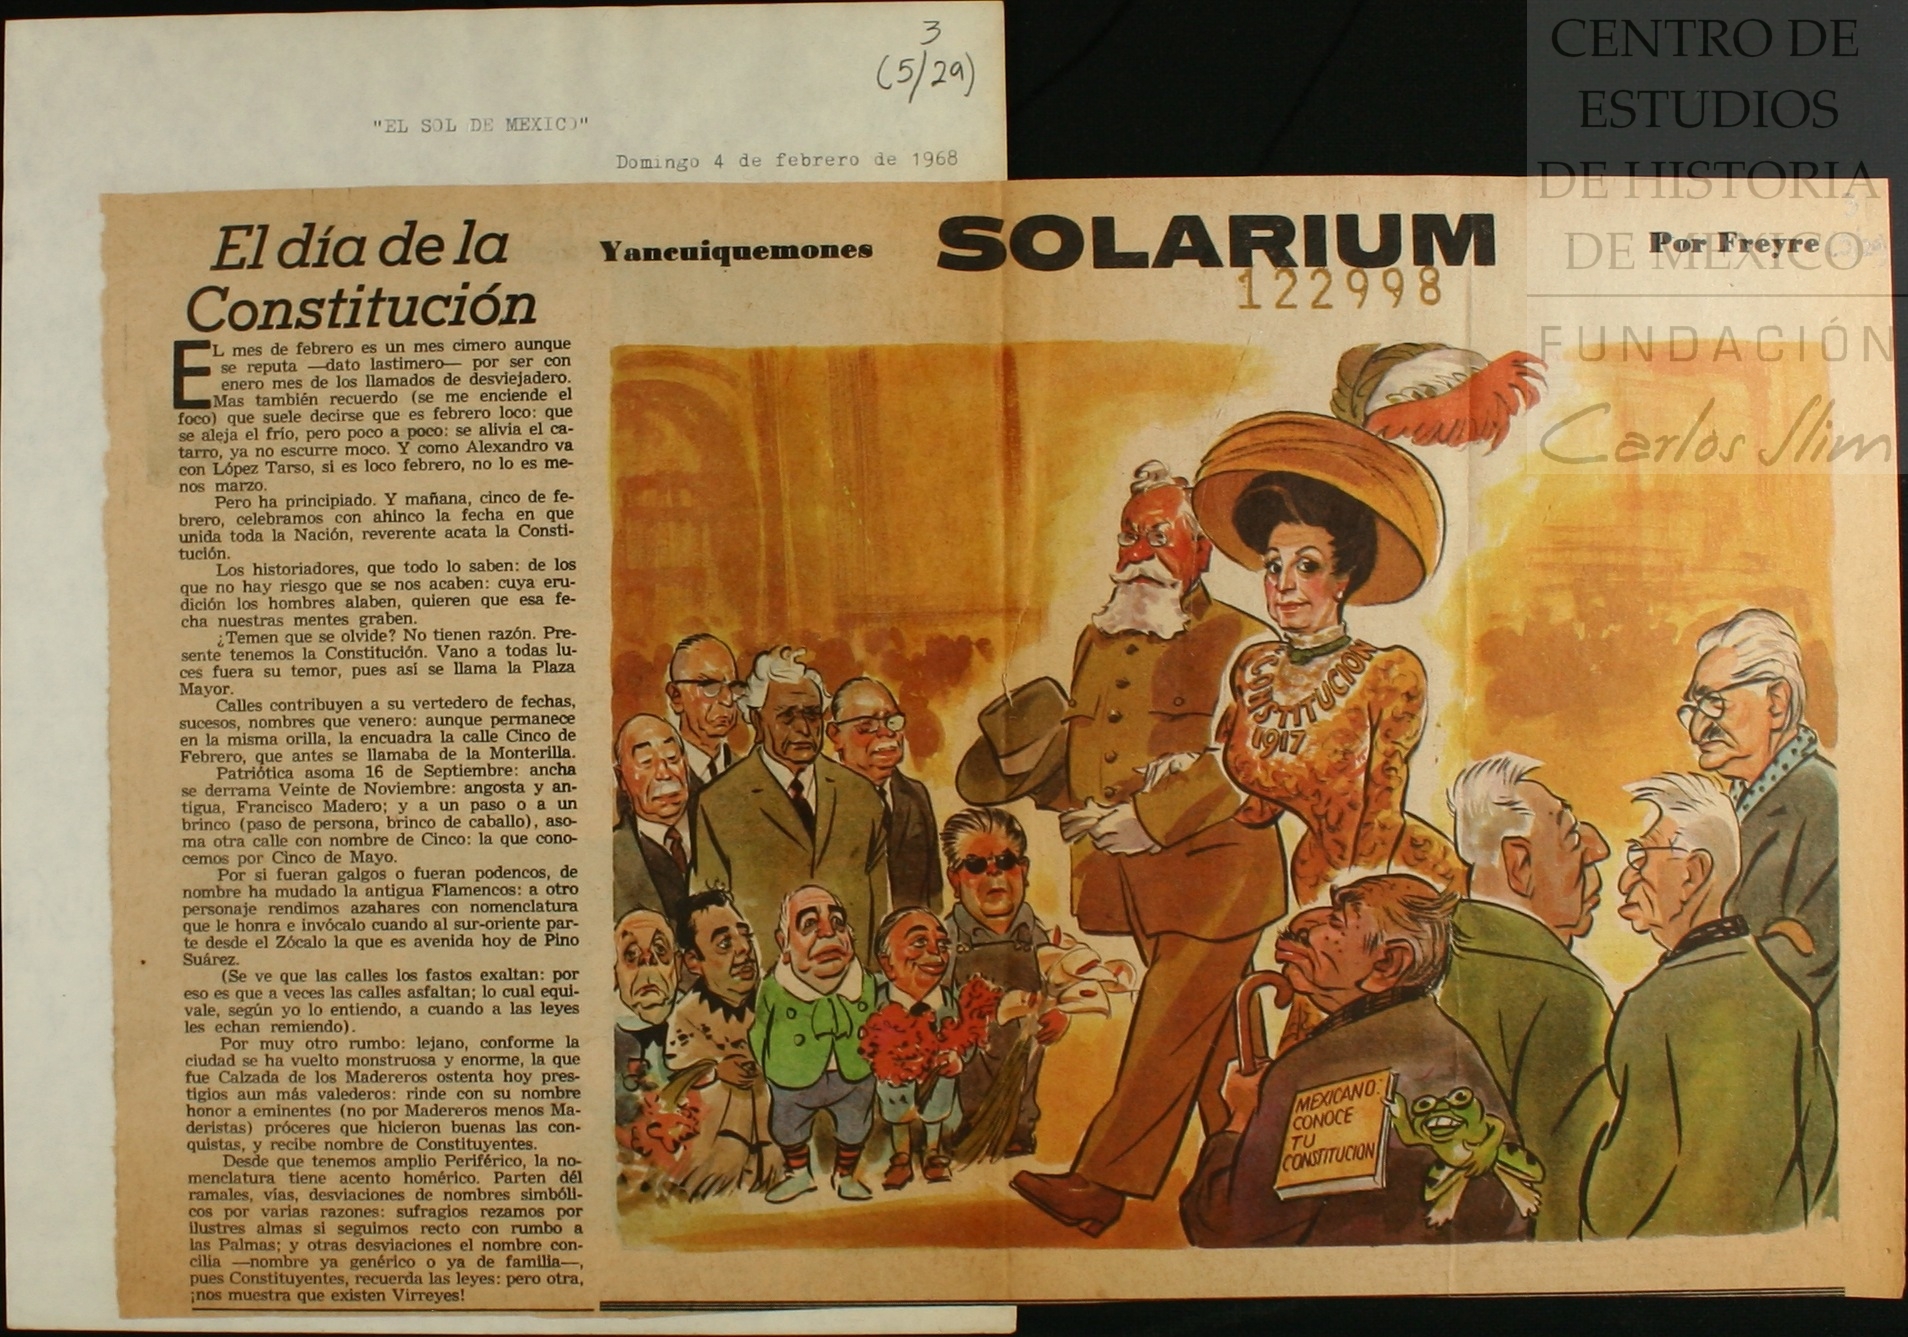 3
(5/29)
"EL SOL DE MEXICO"
Domingo 4 de febrero de 1968
CENTRO DE
ESTUDIOS
DE HISTORIA
DE MEXICO
FUNDACIÓN
Carlos Slim
El día de la
Constitución
Yancuiquemones
SOLARIUM
Por Freyre
122998
EL mes de febrero es un mes cimero aunque
se reputa —dato lastimero— por ser con
enero mes de los llamados de desviejadero.
Mas también recuerdo (se me enciende el
foco) que suele decirse que es febrero loco: que
se aleja el frío, pero poco a poco: se alivia el ca-
tarro, ya no escurre moco. Y como Alexandro va
con López Tarso, si es loco febrero, no lo es me-
nos marzo.
Pero ha principiado. Y mañana, cinco de fe-
brero, celebramos con ahinco la fecha en que
unida toda la Nación, reverente acata la Consti-
tución.
Los historiadores, que todo lo saben: de los
que no hay riesgo que se nos acaben: cuya eru-
dición los hombres alaben, quieren que esa fe-
cha nuestras mentes graben.
¿Temen que se olvide? No tienen razón. Pre-
sente tenemos la Constitución. Vano a todas lu-
ces fuera su temor, pues así se llama la Plaza
Mayor.
Calles contribuyen a su vertedero de fechas,
sucesos, nombres que venero: aunque permanece
en la misma orilla, la encuadra la calle Cinco de
Febrero, que antes se llamaba de la Monterilla.
Patriótica asoma 16 de Septiembre: ancha
se derrama Veinte de Noviembre: angosta y an-
tigua, Francisco Madero; y a un paso o a un
brinco (paso de persona, brinco de caballo), aso-
ma otra calle con nombre de Cinco: la que cono-
cemos por Cinco de Mayo.
Por si fueran galgos o fueran podencos, de
nombre ha mudado la antigua Flamencos: a otro
personaje rendimos azahares con nomenclatura
que le honra e invócalo cuando al sur-oriente par-
te desde el Zócalo la que es avenida hoy de Pino
Suárez.
(Se ve que las calles los fastos exaltan: por
eso es que a veces las calles asfaltan; lo cual equi-
vale, según yo lo entiendo, a cuando a las leyes
les echan remiendo).
Por muy otro rumbo: lejano, conforme la
ciudad se ha vuelto monstruosa y enorme, la que
fue Calzada de los Madereros ostenta hoy pres-
tigios aun más valederos: rinde con su nombre
honor a eminentes (no por Madereros menos Ma-
deristas) próceres que hicieron buenas las con-
quistas, y recibe nombre de Constituyentes.
Desde que tenemos amplio Periférico, la no-
menclatura tiene acento homérico. Parten dél
ramales, vías, desviaciones de nombres simbóli-
cos por varias razones: sufragios rezamos por
ilustres almas si seguimos recto con rumbo a
las Palmas; y otras desviaciones el nombre con-
cilia —nombre ya genérico o ya de familia—,
pues Constituyentes, recuerda las leyes: pero otra,
¡nos muestra que existen Virreyes!
CONSTITUCION
1917
MEXICANO:
CONOCE
TU
CONSTITUCION